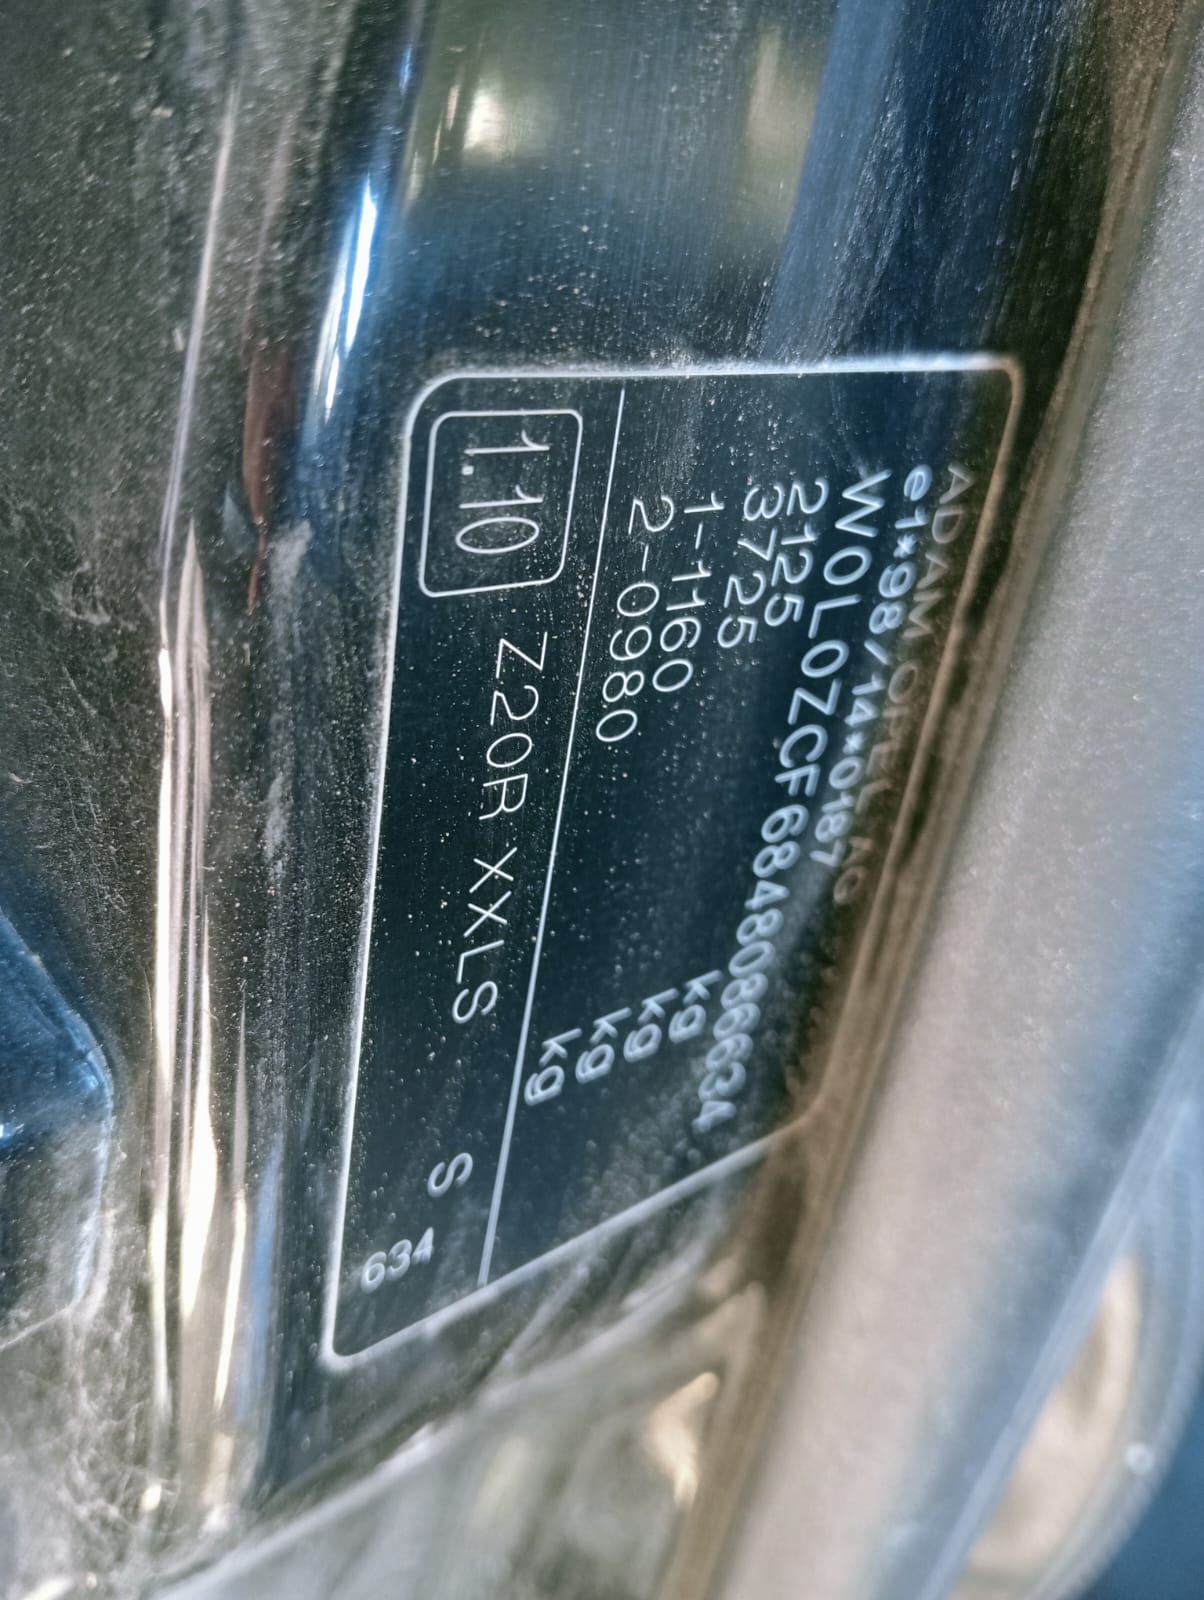 ADAM OPEL AG
e1*98/14*0187
W0L0ZCF6848086634
2125 kg
3725 kg
1-1160 kg
2-0980 kg
1.10 Z20R XXLS S
634